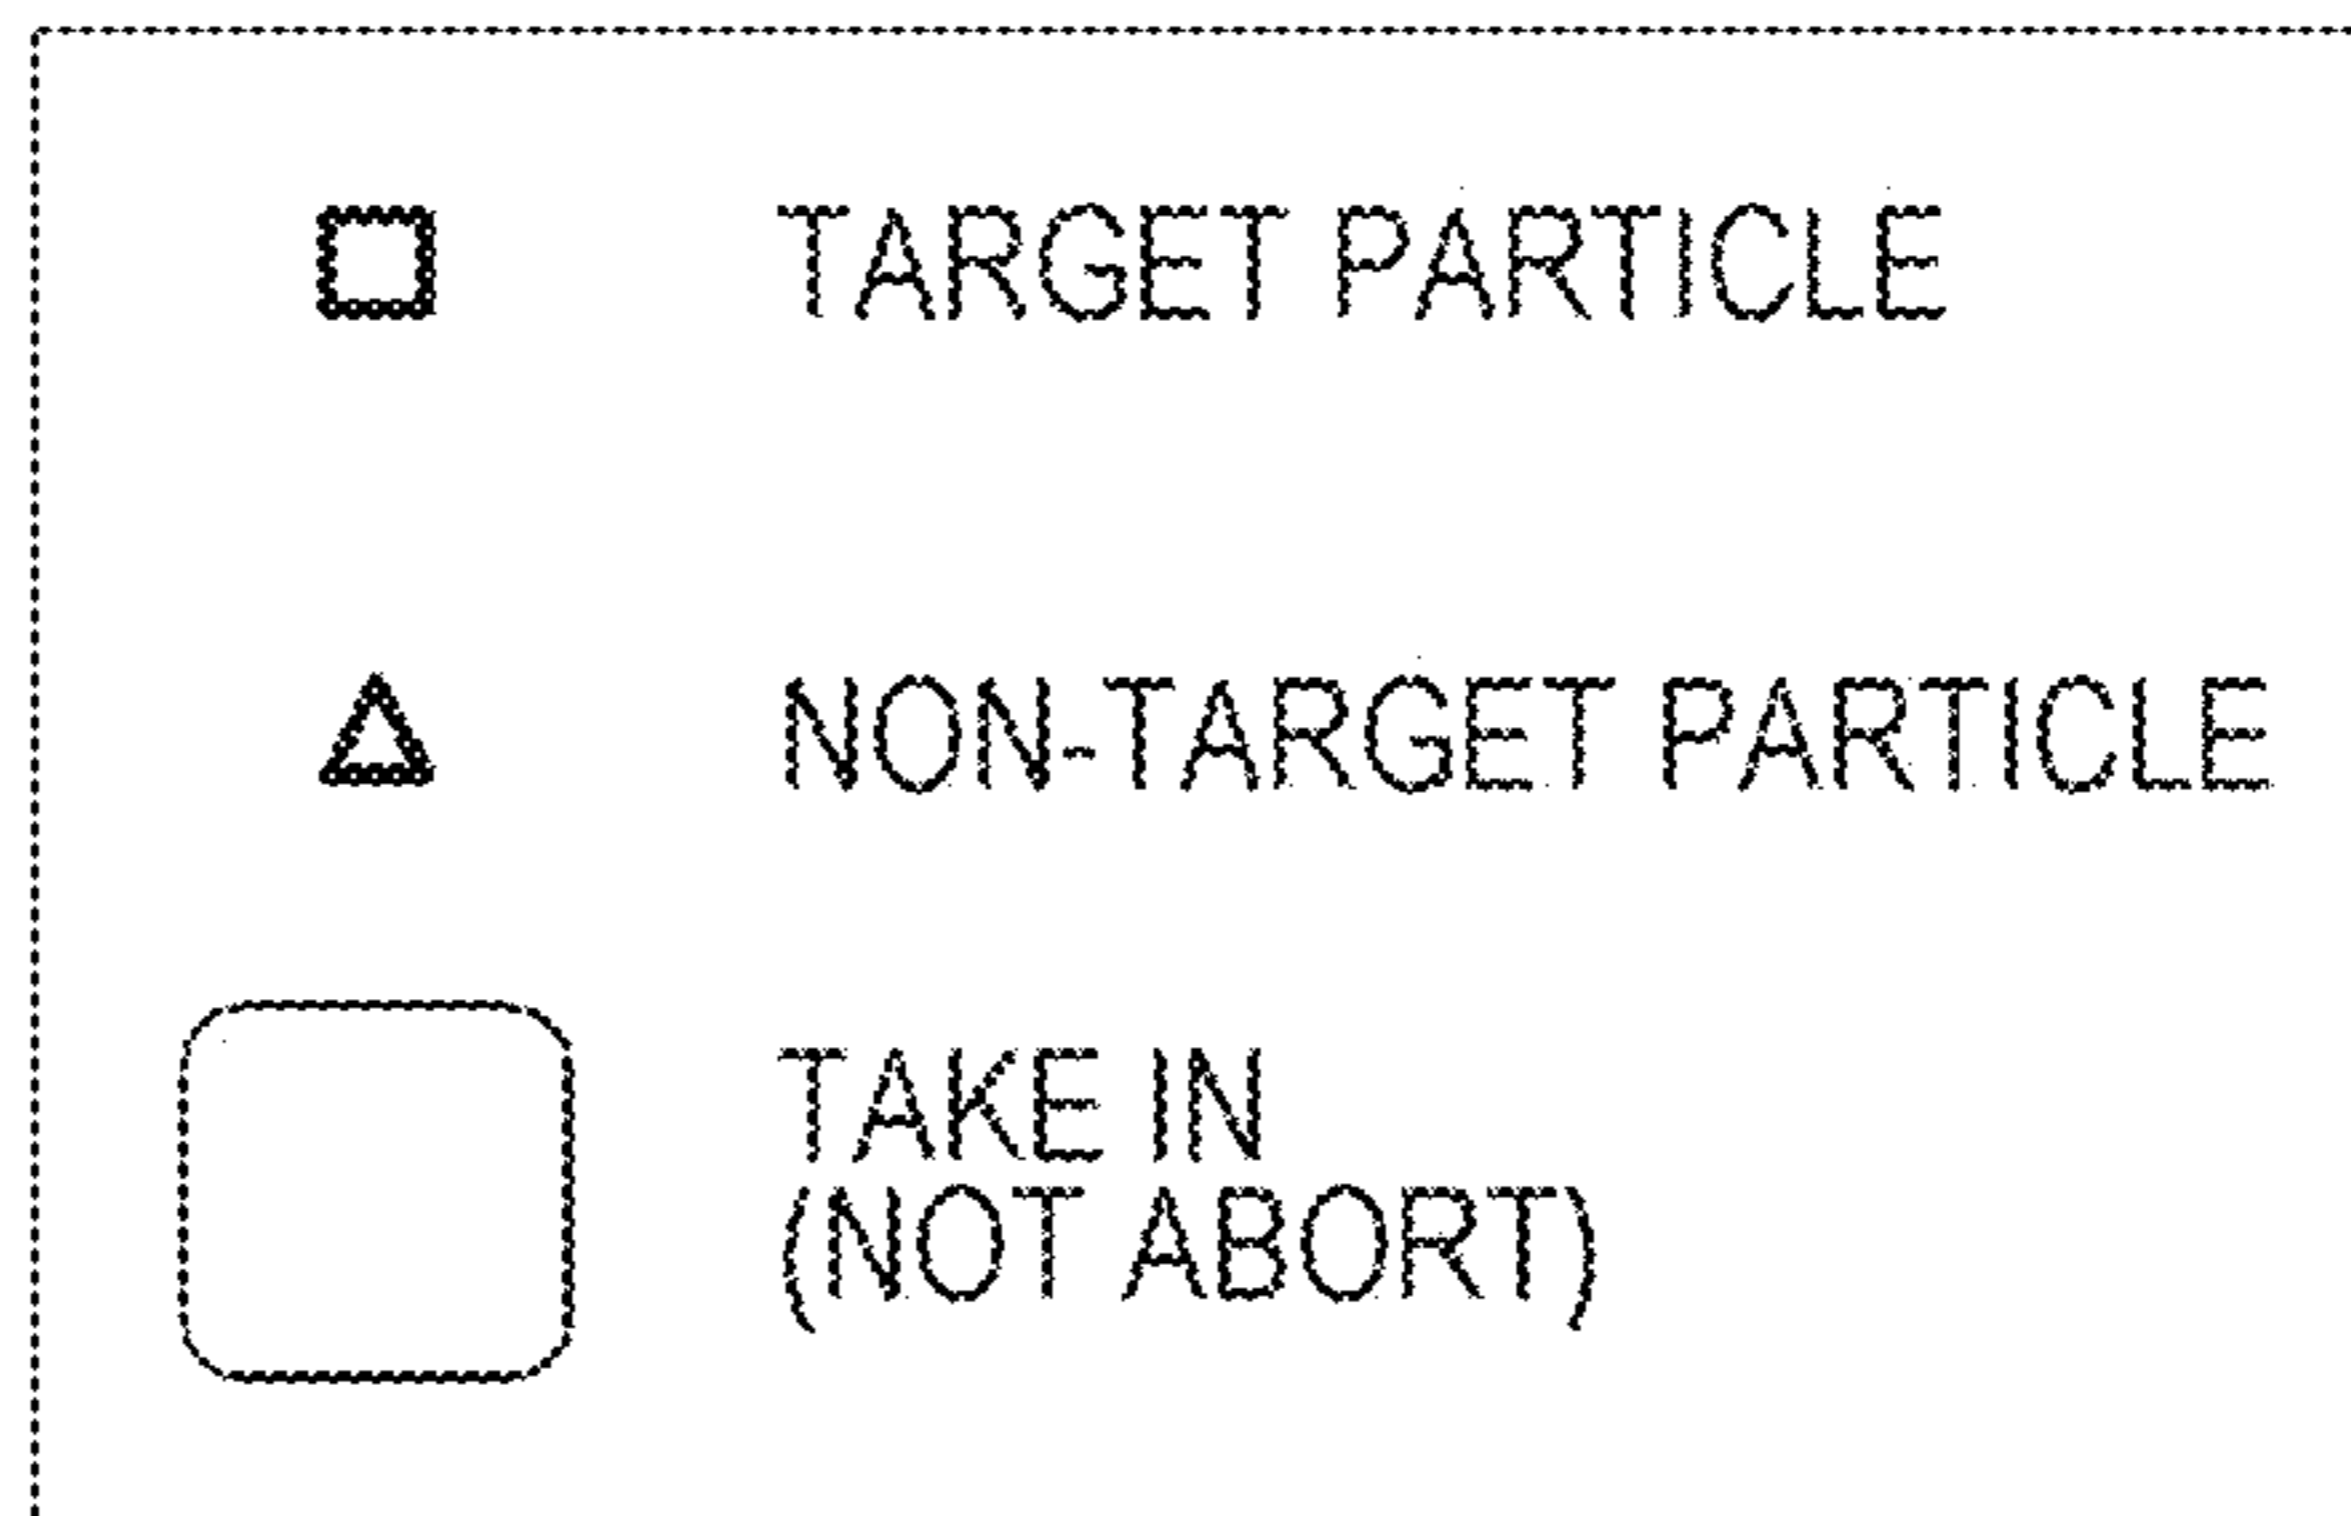 TARGET PARTICLE
NON-TARGET PARTICLE
TAKE IN
(NOT ABORT)